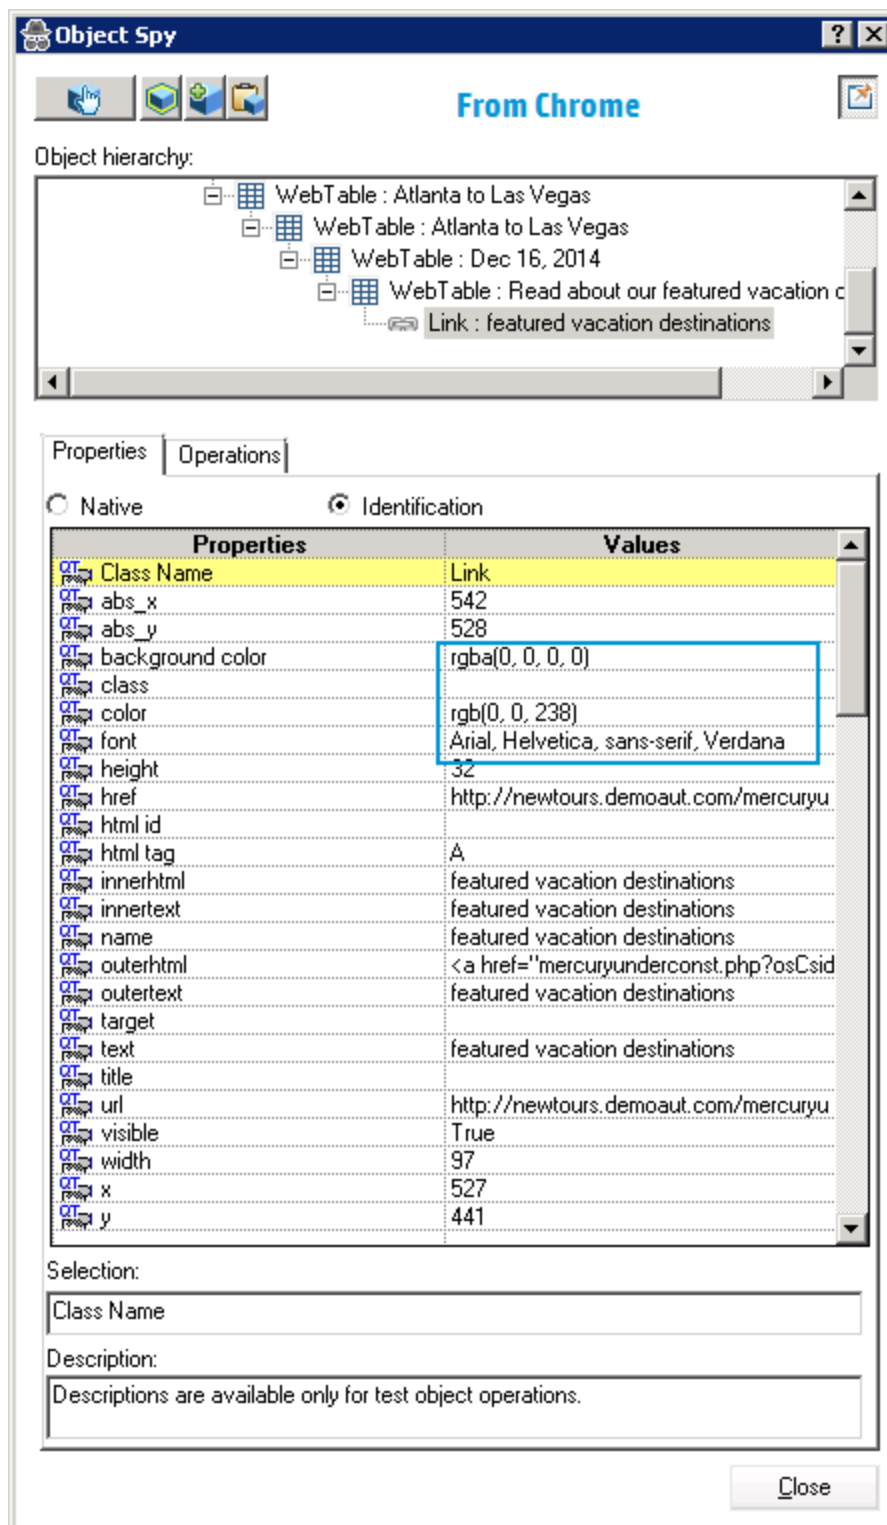 Object Spy
From Chrome
Object hierarchy:
WebTable : Atlanta to Las Vegas
WebTable : Atlanta to Las Vegas
WebTable : Dec 16, 2014
WebTable : Read about our featured vacation
Link : featured vacation destinations
Properties Operations
Native Identification
Properties Values
Class Name Link
abs_x 542
abs_y 528
background color rgba(0, 0, 0, 0)
class
color rgb(0, 0, 238)
font Arial, Helvetica, sans-serif, Verdana
height 32
href http://newtours.demoaut.com/mercuryu
html id
html tag A
innerhtml featured vacation destinations
innertext featured vacation destinations
name featured vacation destinations
outerhtml <a href="mercuryunderconst.php?osCsid
outertext featured vacation destinations
target
text featured vacation destinations
title
url http://newtours.demoaut.com/mercuryu
visible True
width 97
x 527
y 441
Selection:
Class Name
Description:
Descriptions are available only for test object operations.
Close